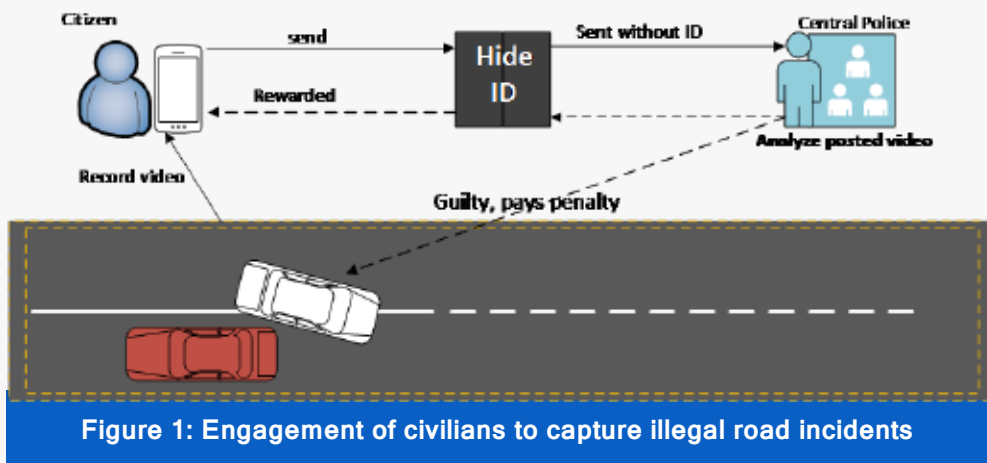 Citizen
send
Hide
ID
Sent without ID
Central Police
Rewarded
Analyze posted video
Record video
Guilty, pays penalty
Figure 1: Engagement of civilians to capture illegal road incidents